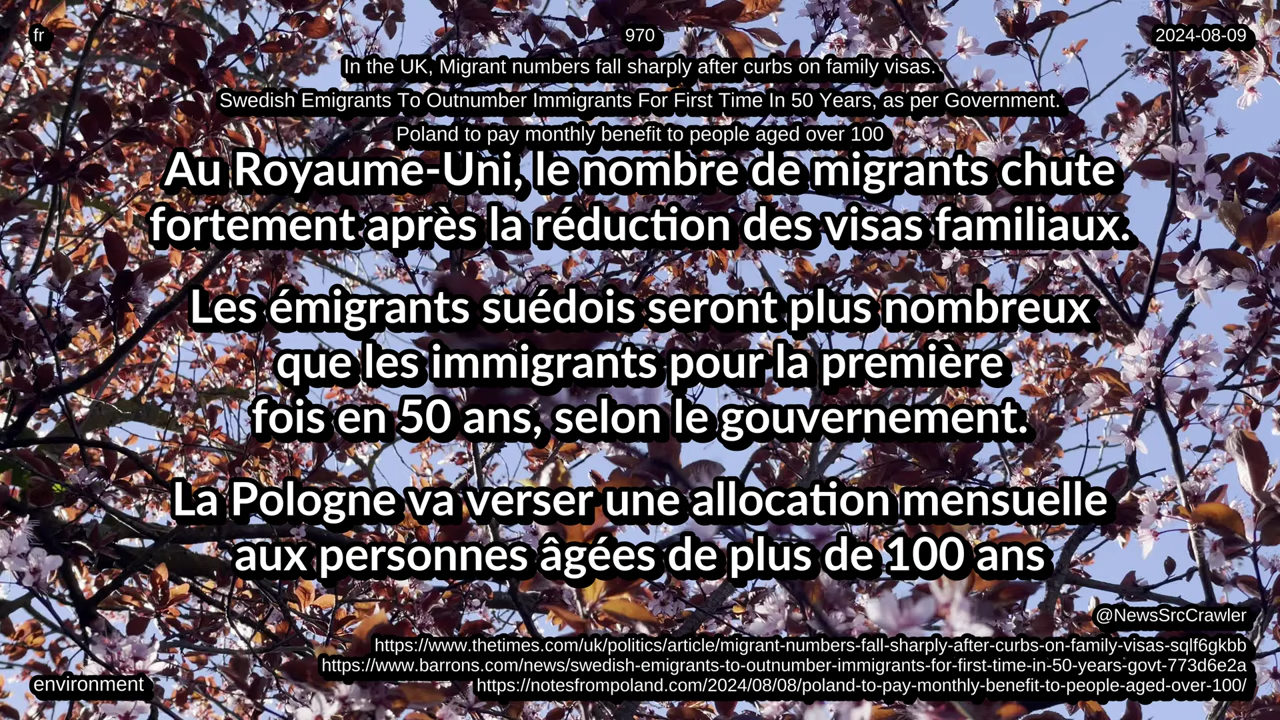 fr
970
2024-08-09
In the UK, Migrant numbers fall sharply after curbs on family visas.
Swedish Emigrants To Outnumber Immigrants For First Time In 50 Years, as per Government.
Poland to pay monthly benefit to people aged over 100
Au Royaume-Uni, le nombre de migrants chute
fortement après la réduction des visas familiaux.
Les émigrants suédois seront plus nombreux
que les immigrants pour la première
fois en 50 ans, selon le gouvernement.
La Pologne va verser une allocation mensuelle
aux personnes âgées de plus de 100 ans
@NewsSrcCrawler
https://www.thetimes.com/uk/politics/article/migrant-numbers-fall-sharply-after-curbs-on-family-visas-sqlf6gkbb
https://www.barrons.com/news/swedish-emigrants-to-outnumber-immigrants-for-first-time-in-50-years-govt-773d6e2a
https://notesfrompoland.com/2024/08/08/poland-to-pay-monthly-benefit-to-people-aged-over-100/
environment